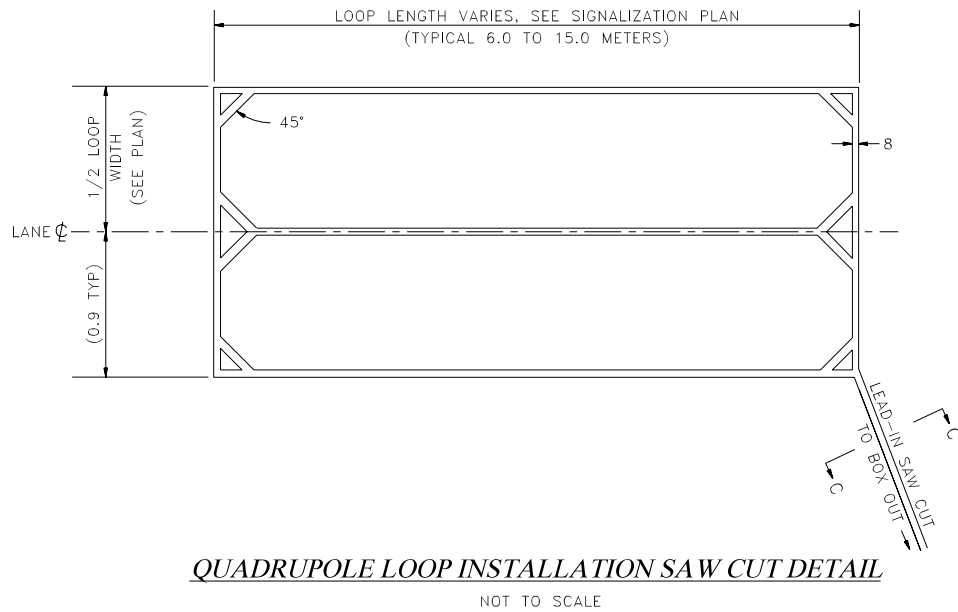 LOOP LENGTH VARIES, SEE SIGNALIZATION PLAN
(TYPICAL 6.0 TO 15.0 METERS)
1/2 LOOP
WIDTH
(SEE PLAN)
45°
8
LANE ℄
(0.9 TYP)
LEAD-IN SAW CUT
TO BOX OUT
C
C
QUADRUPOLE LOOP INSTALLATION SAW CUT DETAIL
NOT TO SCALE